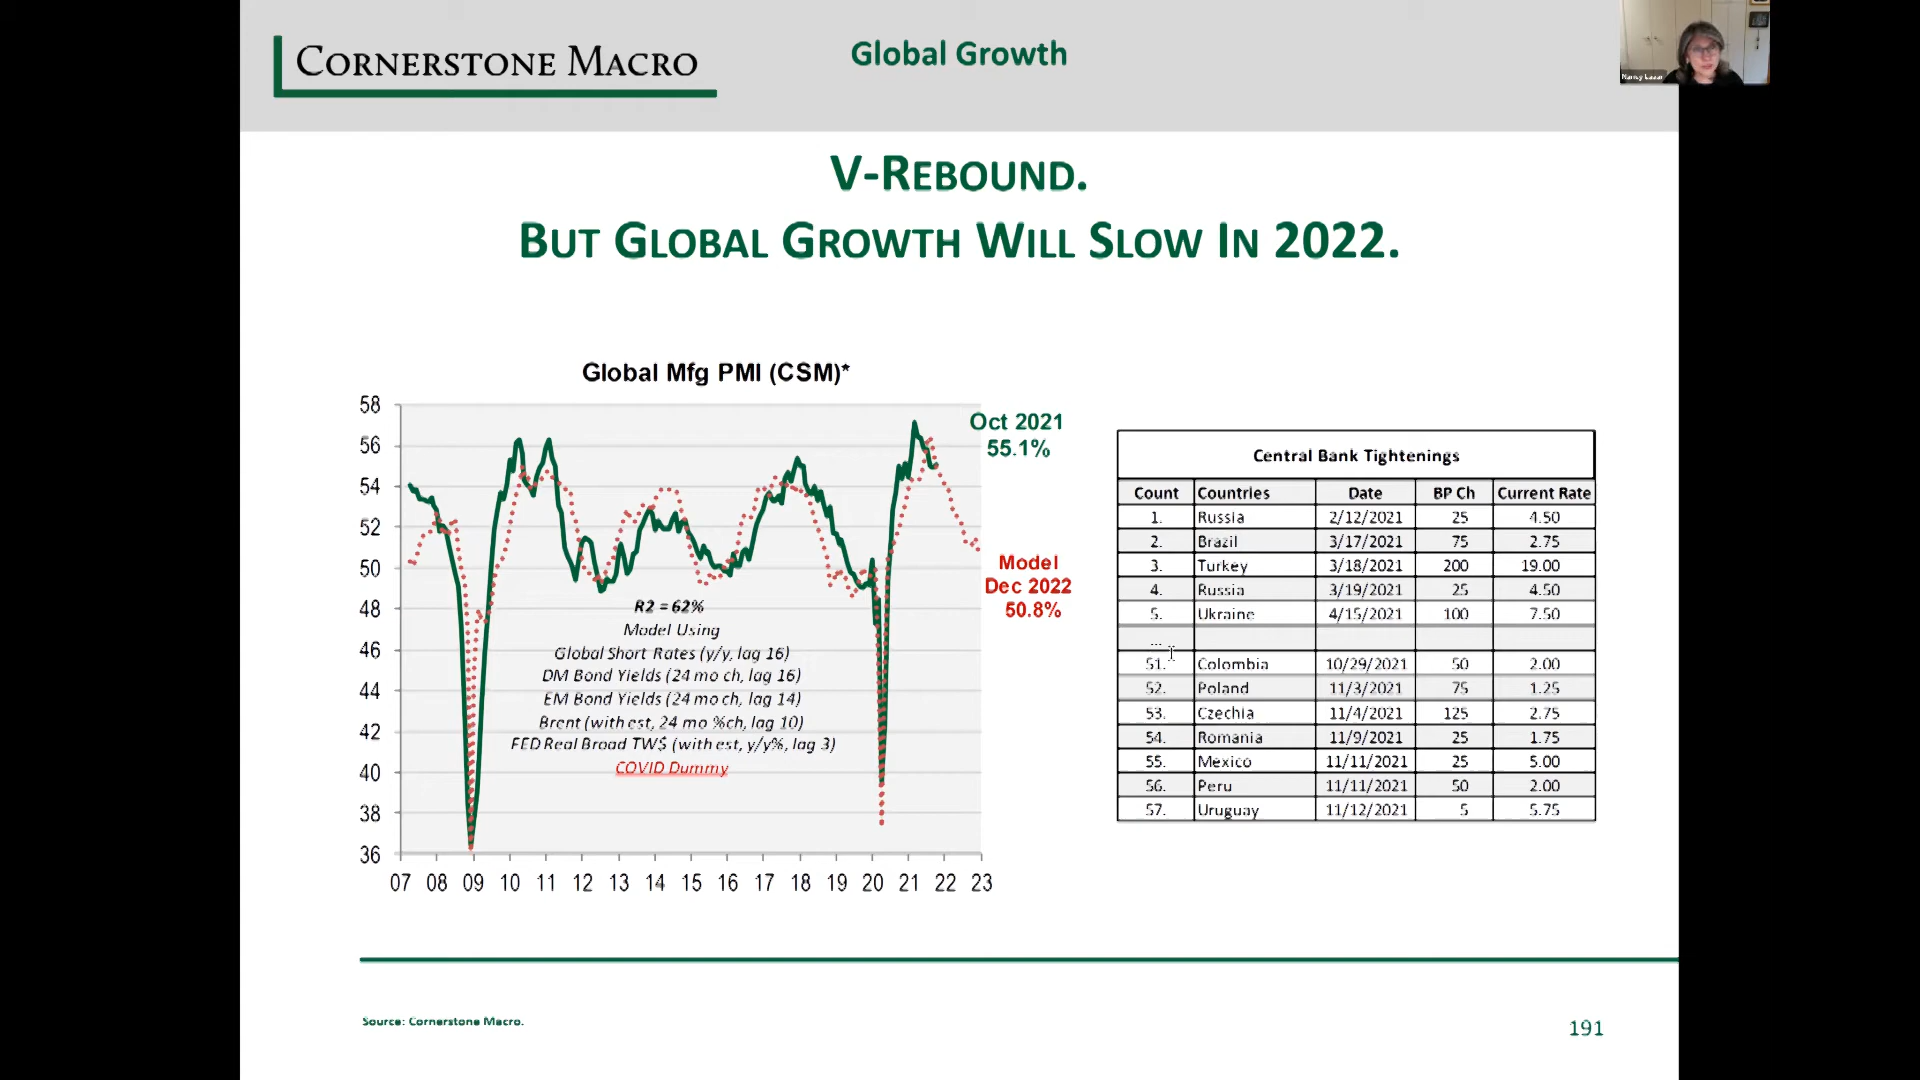 CORNERSTONE MACRO
Global Growth
Nancy Lazar
V-REBOUND.
BUT GLOBAL GROWTH WILL SLOW IN 2022.
Global Mfg PMI (CSM)*
58
56
54
52
50
48
46
44
42
40
38
36
07 08 09 10 11 12 13 14 15 16 17 18 19 20 21 22 23
Oct 2021
55.1%
Model
Dec 2022
50.8%
R2 = 62%
Model Using
Global Short Rates (y/y, lag 16)
DM Bond Yields (24 mo ch, lag 16)
EM Bond Yields (24 mo ch, lag 14)
Brent (with est, 24 mo %ch, lag 10)
FED Real Broad TW$ (with est, y/y%, lag 3)
COVID Dummy
Central Bank Tightenings
Count Countries Date BP Ch Current Rate
1. Russia 2/12/2021 25 4.50
2. Brazil 3/17/2021 75 2.75
3. Turkey 3/18/2021 200 19.00
4. Russia 3/19/2021 25 4.50
5. Ukraine 4/15/2021 100 7.50
...
51. Colombia 10/29/2021 50 2.00
52. Poland 11/3/2021 75 1.25
53. Czechia 11/4/2021 125 2.75
54. Romania 11/9/2021 25 1.75
55. Mexico 11/11/2021 25 5.00
56. Peru 11/11/2021 50 2.00
57. Uruguay 11/12/2021 5 5.75
Source: Cornerstone Macro.
191